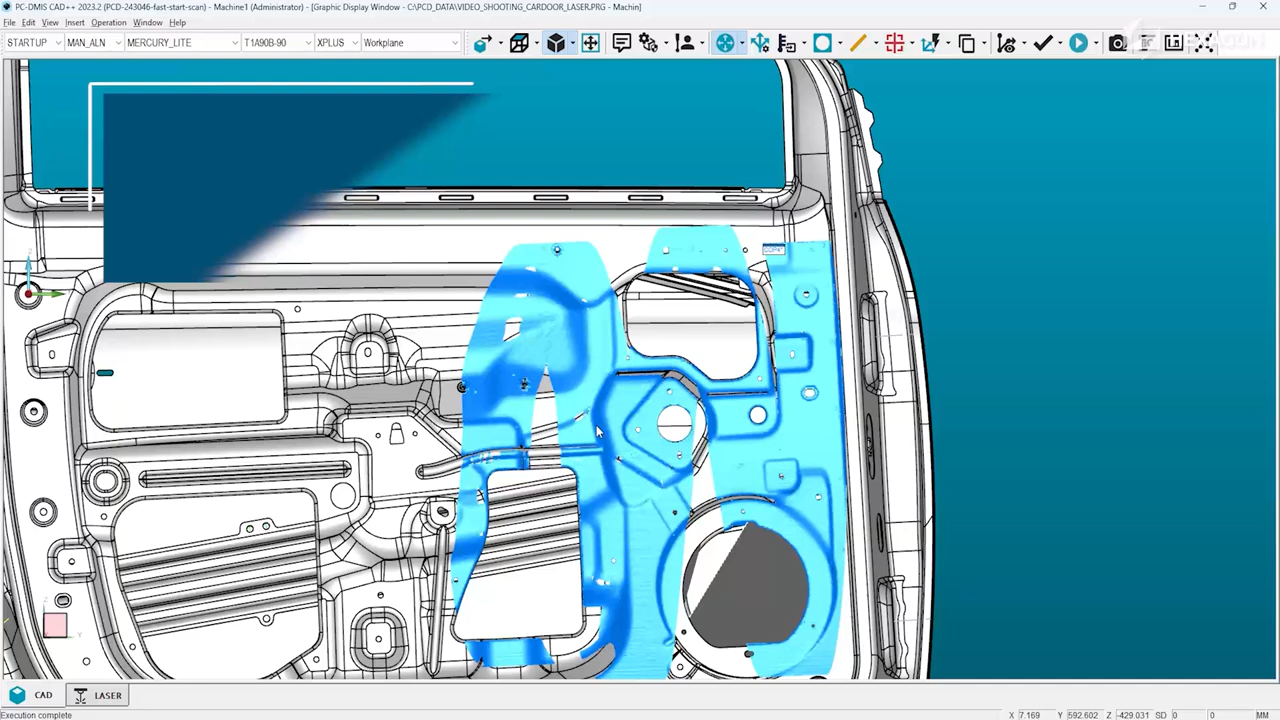 PC-DMIS CAD++ 2023.2 (PCD-243046-fast-start-scan) - Machine1 (Administrator) - [Graphic Display Window - C:\PCD_DATA\VIDEO_SHOOTING_CARDOOR_LASER.PRG - Machin]
File Edit View Insert Operation Window Help
STARTUP MAN_ALN MERCURY_LITE T1A90B-90 XPLUS Workplane
CAD LASER
Execution complete X 7.169 Y 592.602 Z -429.031 SD 0 0 MM